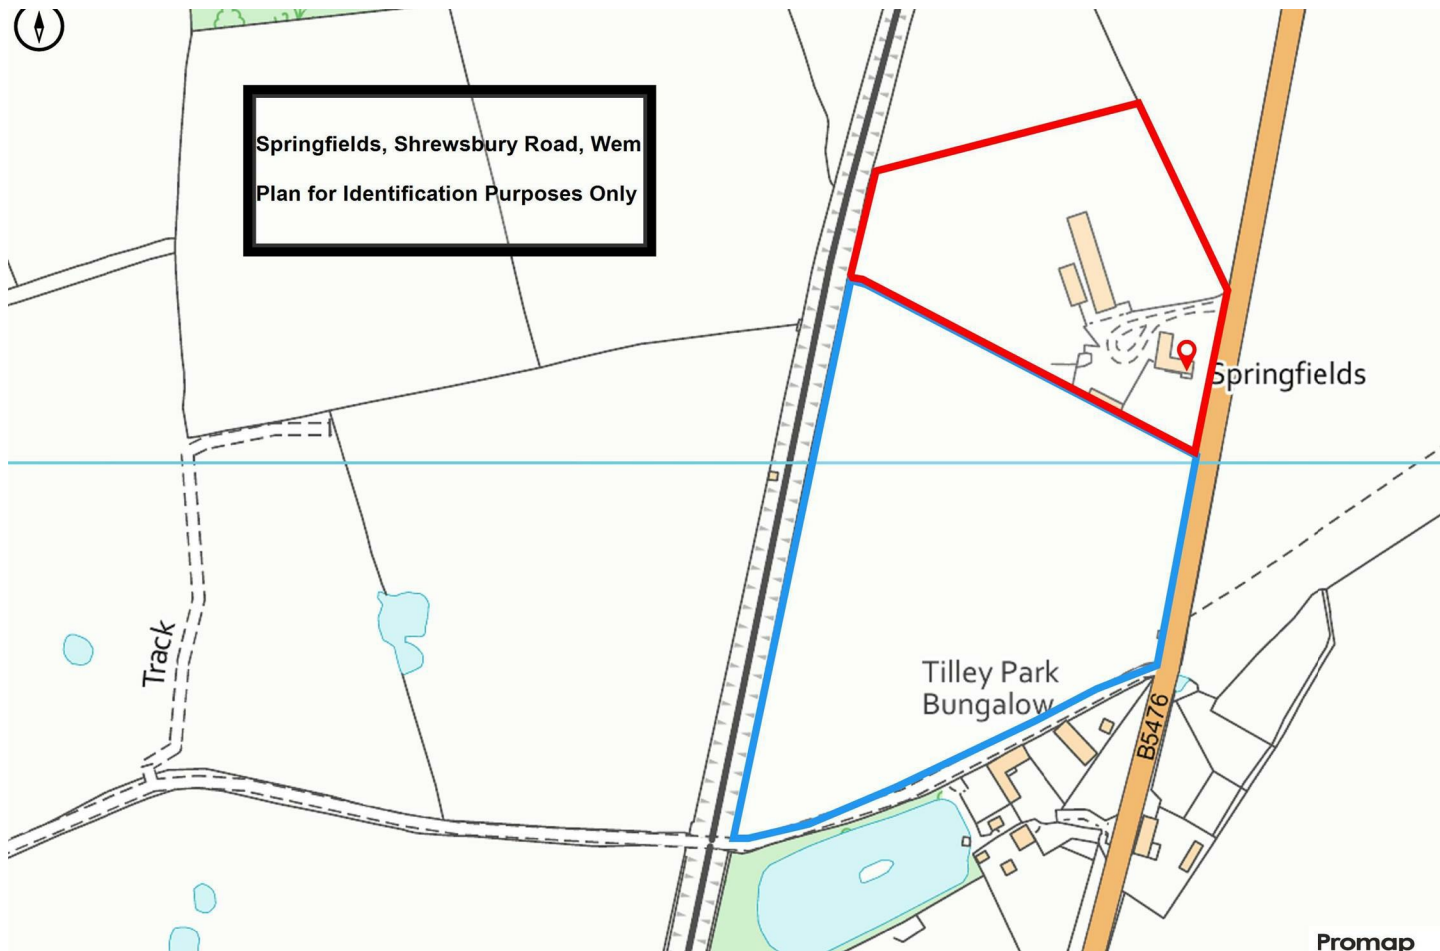 Springfields, Shrewsbury Road, Wem
Plan for Identification Purposes Only
Springfields
Track
Tilley Park
Bungalow
B5476
Promap